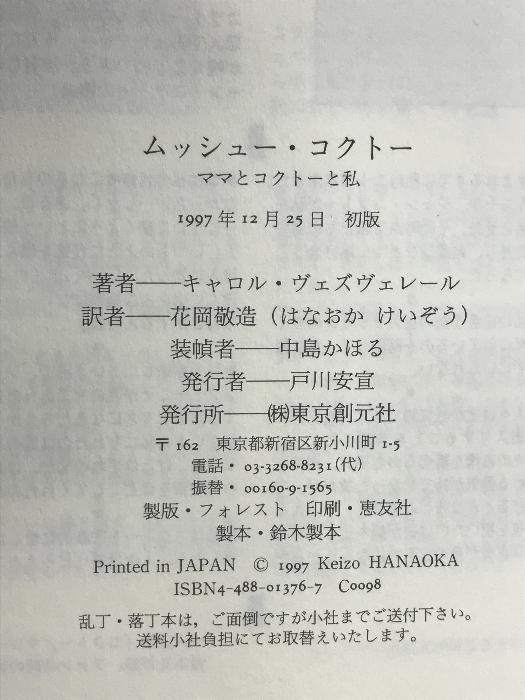 ムッシュー・コクトー
ママとコクトーと私
1997年12月25日 初版
著者──キャロル・ヴェズヴェレール
訳者──花岡敬造(はなおか けいぞう)
装幀者──中島かほる
発行者──戸川安宣
発行所──㈱東京創元社
〒162 東京都新宿区新小川町1-5
電話・03-3268-8231(代)
振替・00160-9-1565
製版・フォレスト 印刷・恵友社
製本・鈴木製本
Printed in JAPAN © 1997 Keizo HANAOKA
ISBN4-488-01376-7 C0098
乱丁・落丁本は，ご面倒ですが小社までご送付下さい。
送料小社負担にてお取替えいたします。